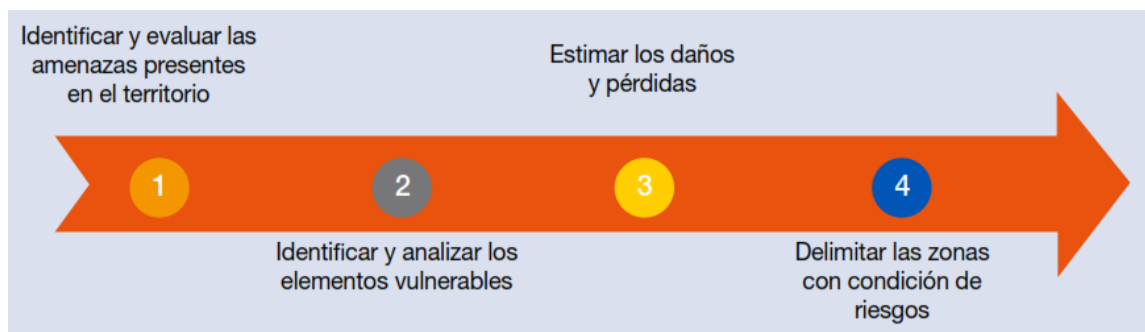 Identificar y evaluar las
amenazas presentes
en el territorio
1
Identificar y analizar los
elementos vulnerables
2
Estimar los daños
y pérdidas
3
Delimitar las zonas
con condición de
riesgos
4